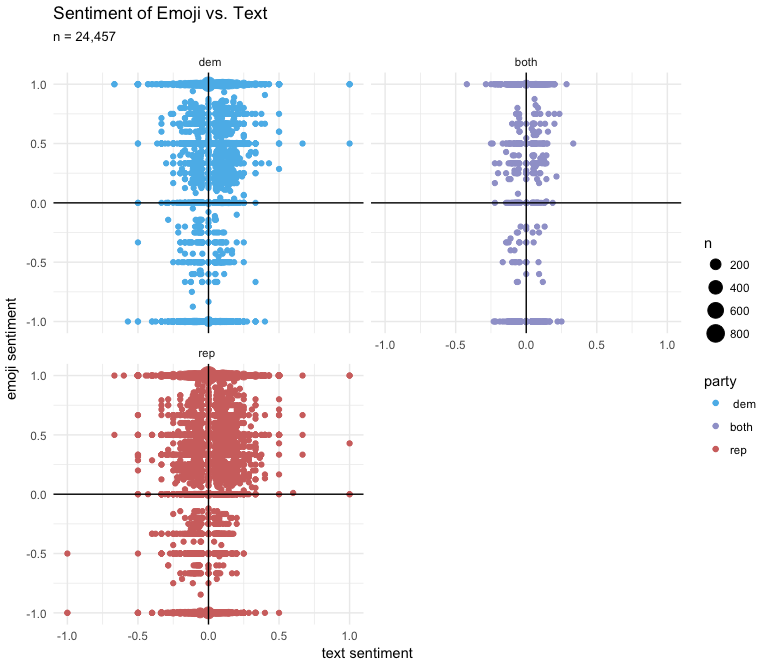 Sentiment of Emoji vs. Text
n = 24,457
dem
both
1.0
0.5
0.0
-0.5
-1.0
-1.0
-0.5
0.0
0.5
1.0
rep
1.0
0.5
0.0
-0.5
-1.0
-1.0
-0.5
0.0
0.5
1.0
emoji sentiment
text sentiment
n
200
400
600
800
party
dem
both
rep